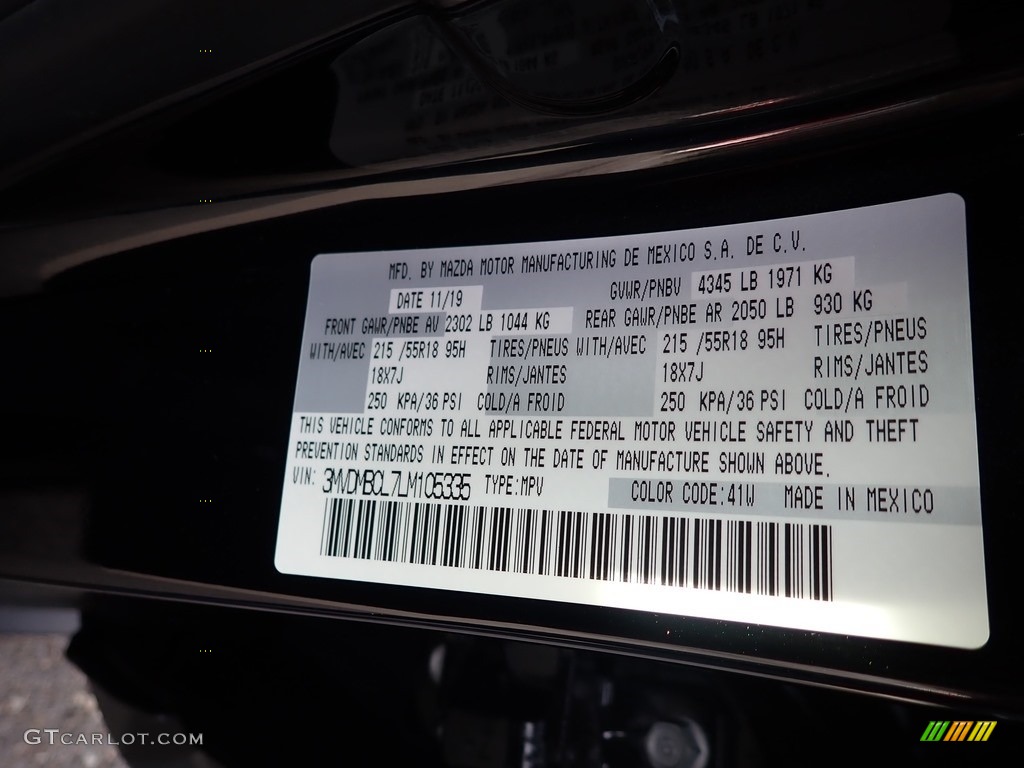 MFD. BY MAZDA MOTOR MANUFACTURING DE MEXICO S.A. DE C.V.
DATE 11/19 GVWR/PNBV 4345 LB 1971 KG
FRONT GAWR/PNBE AV 2302 LB 1044 KG REAR GAWR/PNBE AR 2050 LB 930 KG
WITH/AVEC 215 /55R18 95H TIRES/PNEUS WITH/AVEC 215 /55R18 95H TIRES/PNEUS
18X7J RIMS/JANTES 18X7J RIMS/JANTES
250 KPA/36 PSI COLD/A FROID 250 KPA/36 PSI COLD/A FROID
THIS VEHICLE CONFORMS TO ALL APPLICABLE FEDERAL MOTOR VEHICLE SAFETY AND THEFT
PREVENTION STANDARDS IN EFFECT ON THE DATE OF MANUFACTURE SHOWN ABOVE.
VIN: 3MVDMBCL7LM105335 TYPE:MPV COLOR CODE:41W MADE IN MEXICO
GTCARLOT.COM